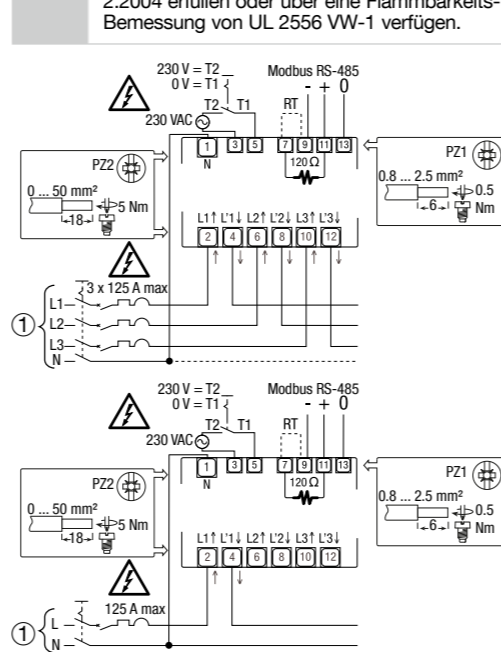 2.2004 erfüllen oder über eine Flammbarkeits-
Bemessung von UL 2556 VW-1 verfügen.
230 V = T2
0 V = T1
Modbus RS-485
- + 0
T2 T1
RT
230 VAC
1 3 5 7 9 11 13
N
120 Ω
PZ2
0 ... 50 mm²
5 Nm
18
PZ1
0.8 ... 2.5 mm²
0.5 Nm
6
L1↑ L'1↓ L2↑ L'2↓ L3↑ L'3↓
2 4 6 8 10 12
3 x 125 A max
1
L1
L2
L3
N
230 V = T2
0 V = T1
Modbus RS-485
- + 0
T2 T1
RT
230 VAC
1 3 5 7 9 11 13
N
120 Ω
PZ2
0 ... 50 mm²
5 Nm
18
PZ1
0.8 ... 2.5 mm²
0.5 Nm
6
L1↑ L'1↓ L2↑ L'2↓ L3↑ L'3↓
2 4 6 8 10 12
125 A max
1
L
N